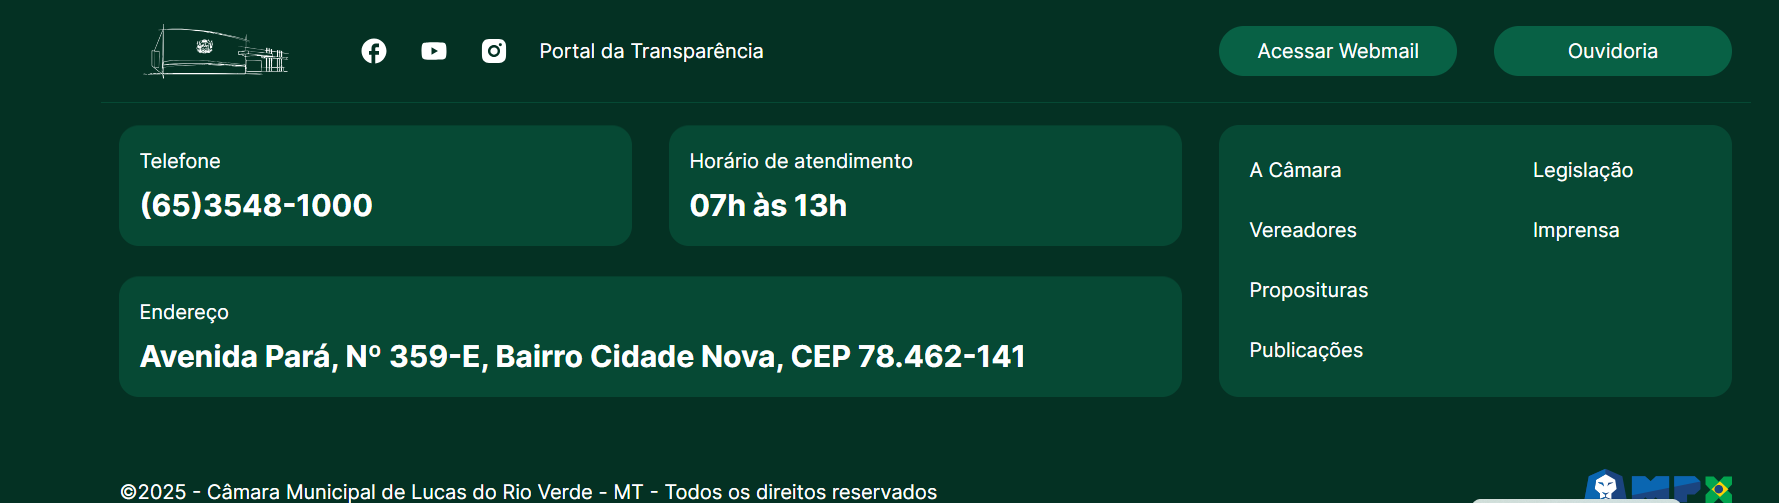 Portal da Transparência
Acessar Webmail
Ouvidoria
Telefone
(65)3548-1000
Horário de atendimento
07h às 13h
Endereço
Avenida Pará, Nº 359-E, Bairro Cidade Nova, CEP 78.462-141
A Câmara
Legislação
Vereadores
Imprensa
Proposituras
Publicações
©2025 - Câmara Municipal de Lucas do Rio Verde - MT - Todos os direitos reservados